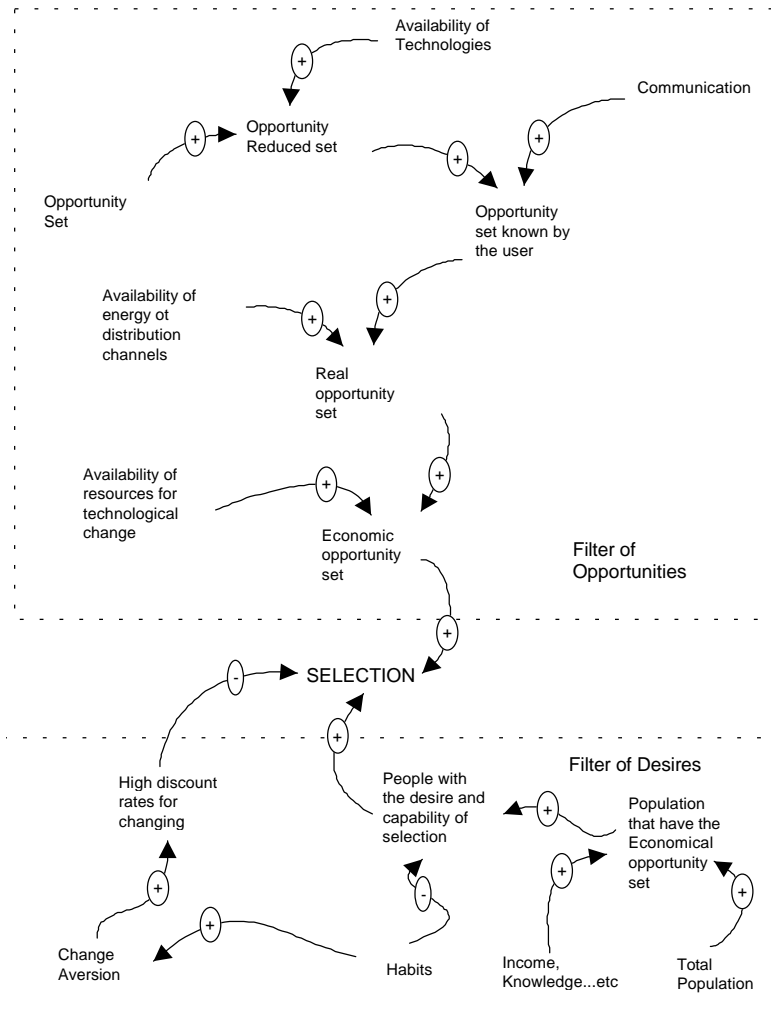 Availability of
Technologies
+
Communication
Opportunity
Reduced set
+
+
+
Opportunity
Set
Opportunity
set known by
the user
Availability of
energy ot
distribution
channels
+
+
Real
opportunity
set
Availability of
resources for
technological
change
+
+
Economic
opportunity
set
Filter of
Opportunities
+
-
SELECTION
+
Filter of Desires
High discount
rates for
changing
People with
the desire and
capability of
selection
+
Population
that have the
Economical
opportunity
set
+
+
-
+
+
Change
Aversion
Habits
Income,
Knowledge...etc
Total
Population